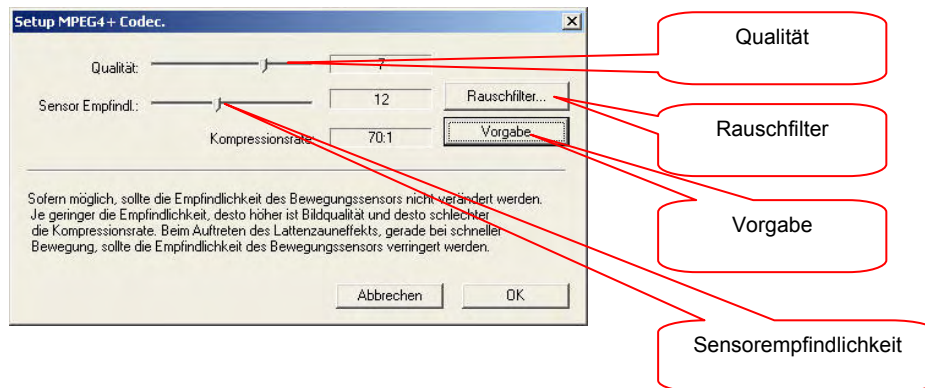 Setup MPEG4+ Codec.
Qualität:
7
Sensor Empfindl.:
12
Rauschfilter...
Kompressionsrate:
70:1
Vorgabe
Sofern möglich, sollte die Empfindlichkeit des Bewegungssensors nicht verändert werden.
Je geringer die Empfindlichkeit, desto höher ist Bildqualität und desto schlechter
die Kompressionsrate. Beim Auftreten des Lattenzauneffekts, gerade bei schneller
Bewegung, sollte die Empfindlichkeit des Bewegungssensors verringert werden.
Abbrechen
OK
Qualität
Rauschfilter
Vorgabe
Sensorempfindlichkeit